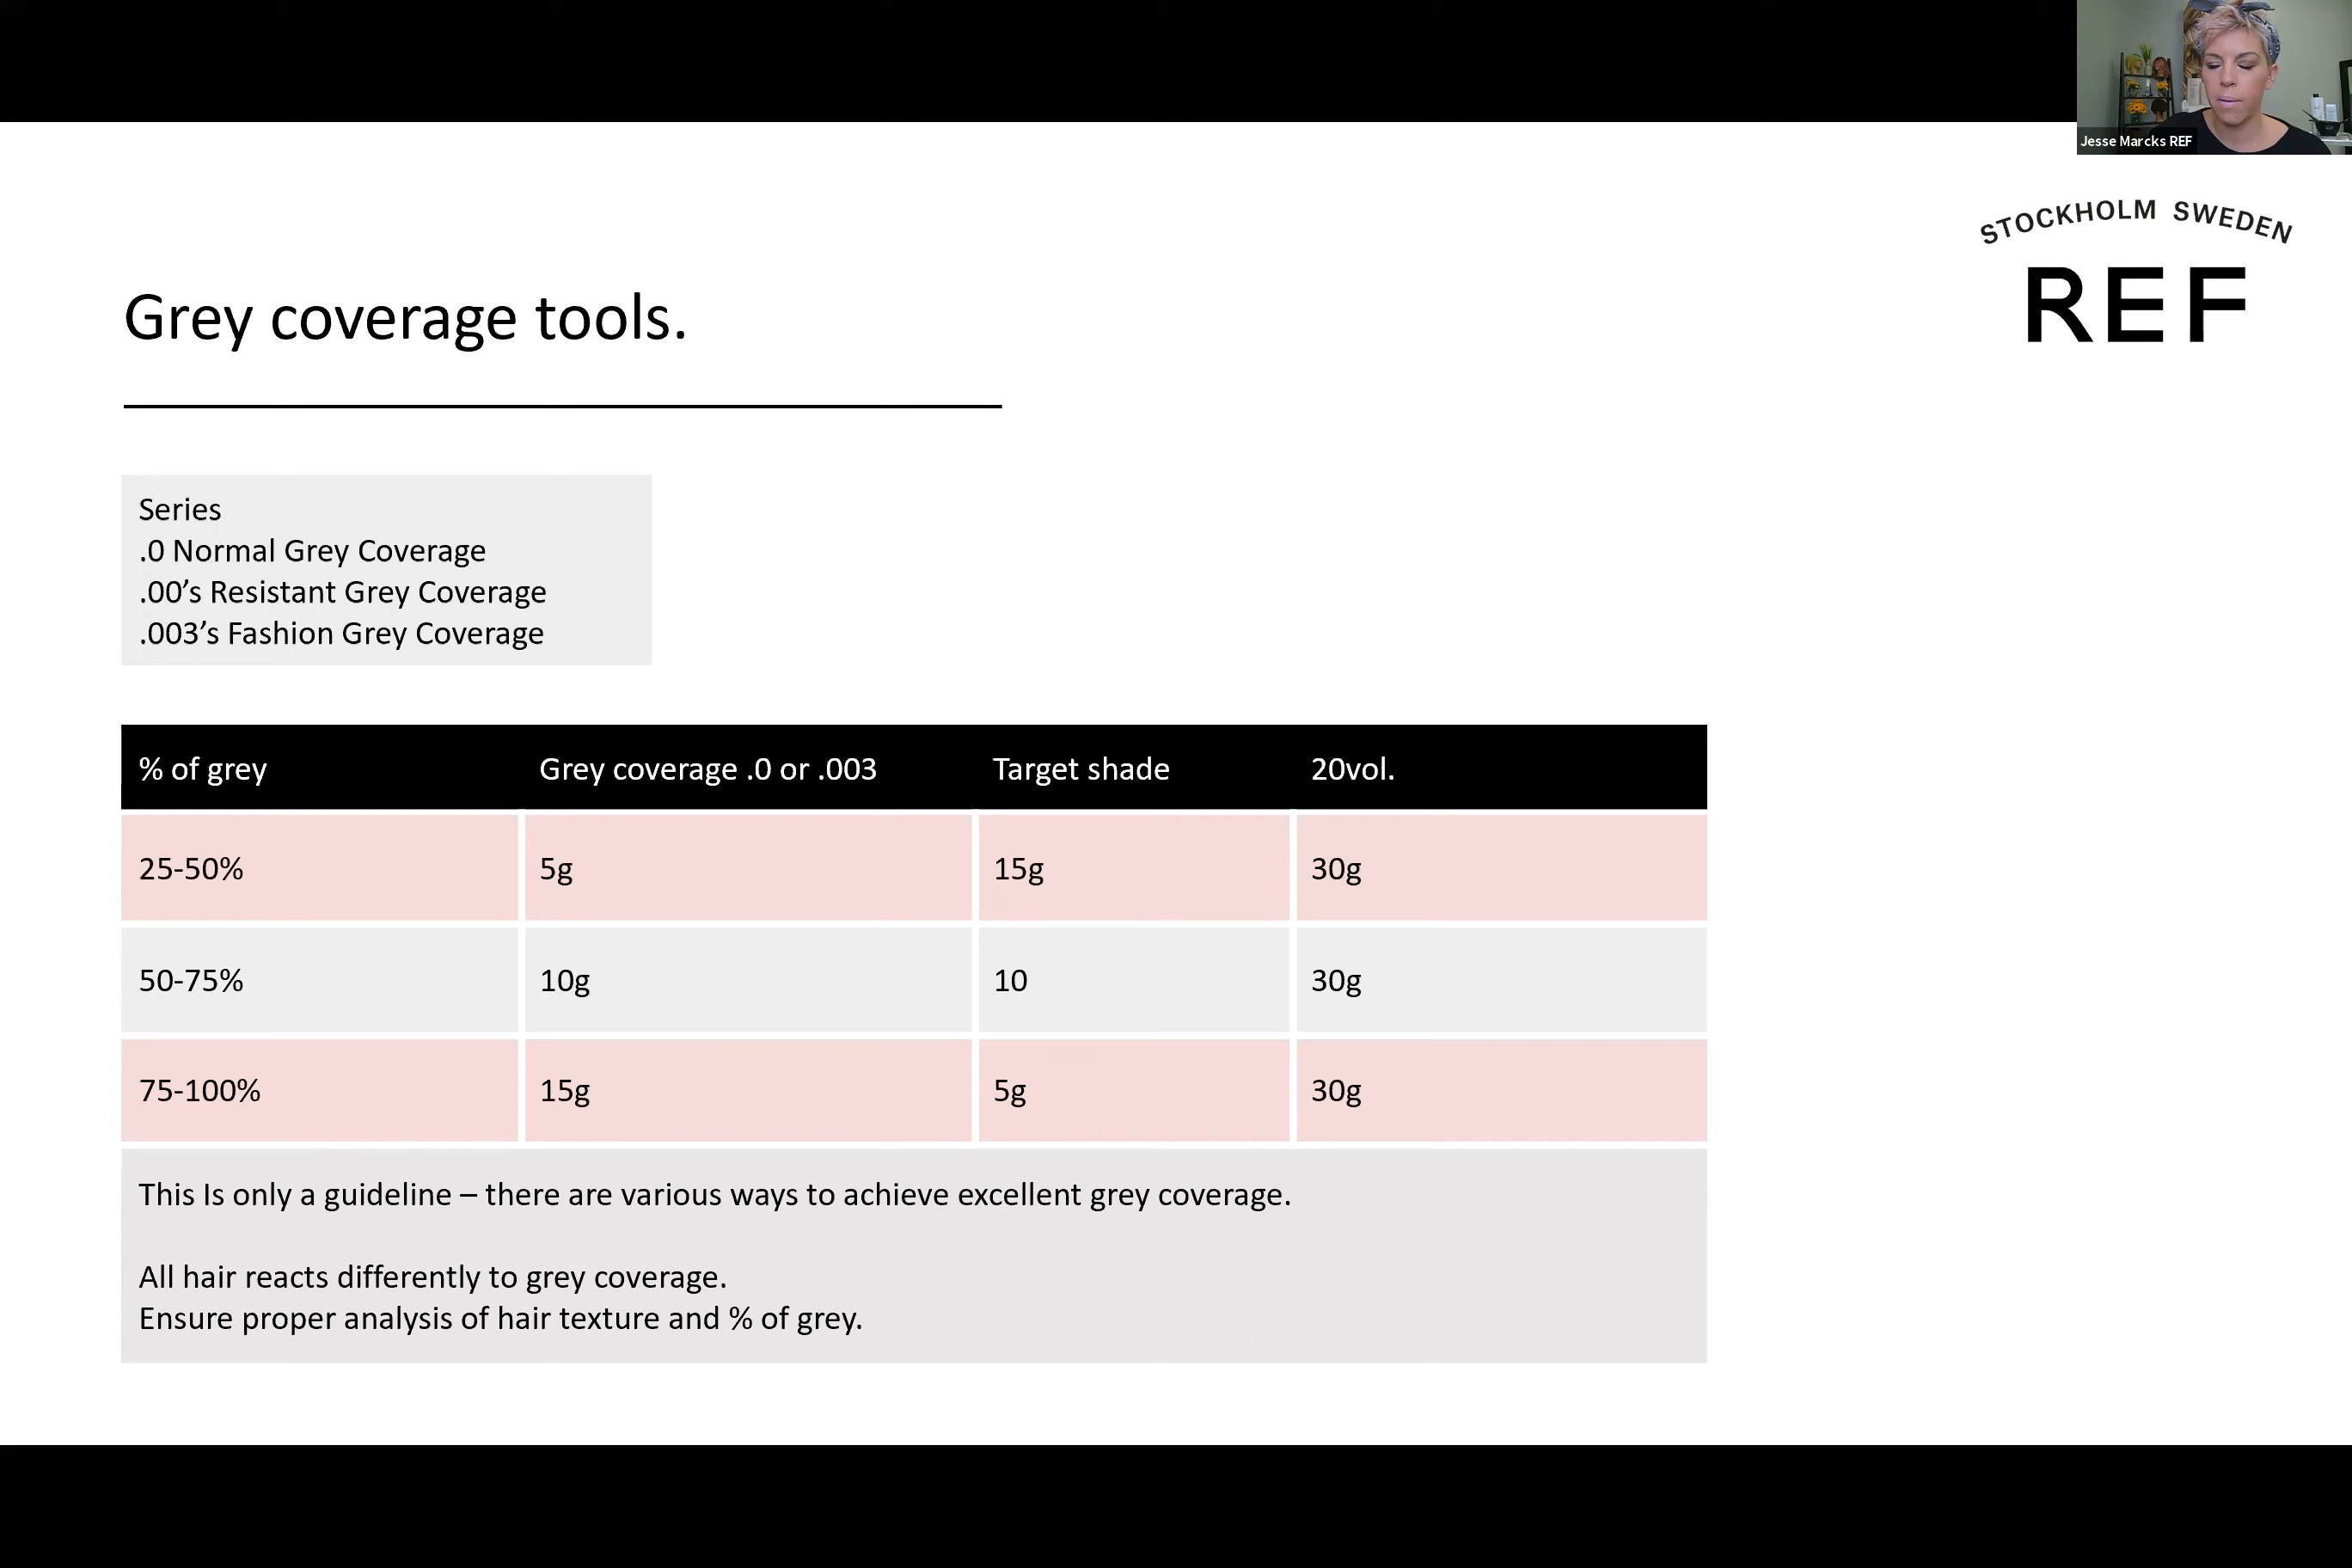 Jesse Marcks REF
STOCKHOLM SWEDEN
REF
Grey coverage tools.
Series
.0 Normal Grey Coverage
.00’s Resistant Grey Coverage
.003’s Fashion Grey Coverage
% of grey Grey coverage .0 or .003 Target shade 20vol.
25-50% 5g 15g 30g
50-75% 10g 10 30g
75-100% 15g 5g 30g
This Is only a guideline – there are various ways to achieve excellent grey coverage.
All hair reacts differently to grey coverage.
Ensure proper analysis of hair texture and % of grey.